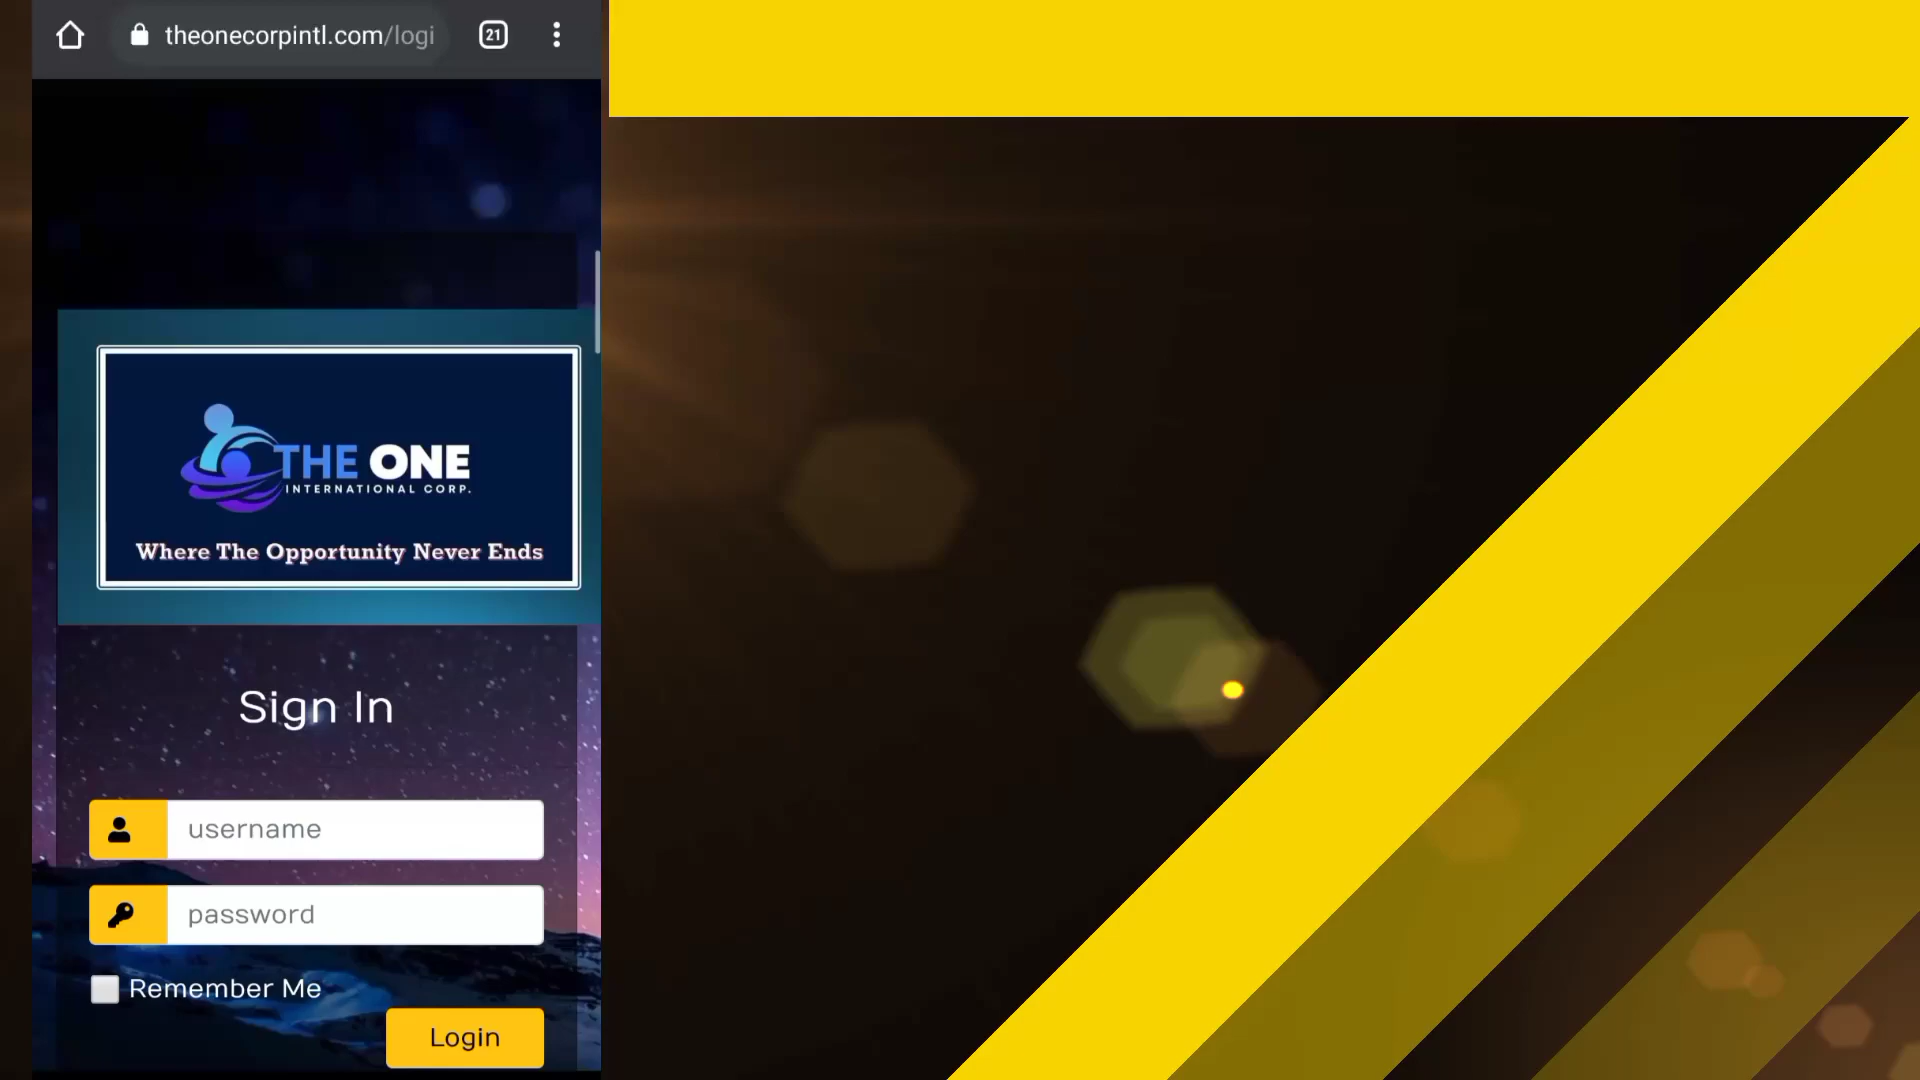 theonecorpintl.com/logi
21
THE ONE
INTERNATIONAL CORP.
Where The Opportunity Never Ends
Sign In
username
password
Remember Me
Login